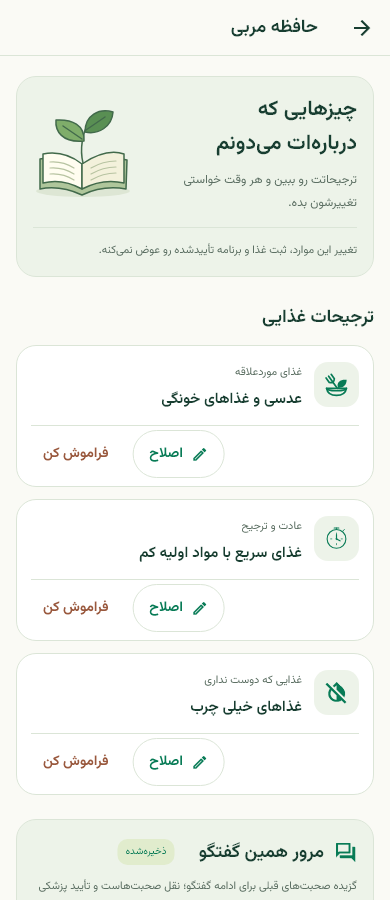 حافظه مربی
چیزهایی که
درباره‌ات می‌دونم
ترجیحاتت رو ببین و هر وقت خواستی
تغییرشون بده.
تغییر این موارد، ثبت غذا و برنامه تأییدشده رو عوض نمی‌کنه.
ترجیحات غذایی
غذای موردعلاقه
عدسی و غذاهای خونگی
اصلاح
فراموش کن
عادت و ترجیح
غذای سریع با مواد اولیه کم
اصلاح
فراموش کن
غذایی که دوست نداری
غذاهای خیلی چرب
اصلاح
فراموش کن
مرور همین گفتگو
ذخیره‌شده
گزیده صحبت‌های قبلی برای ادامه گفتگو؛ نقل صحبت‌هاست و تأیید پزشکی